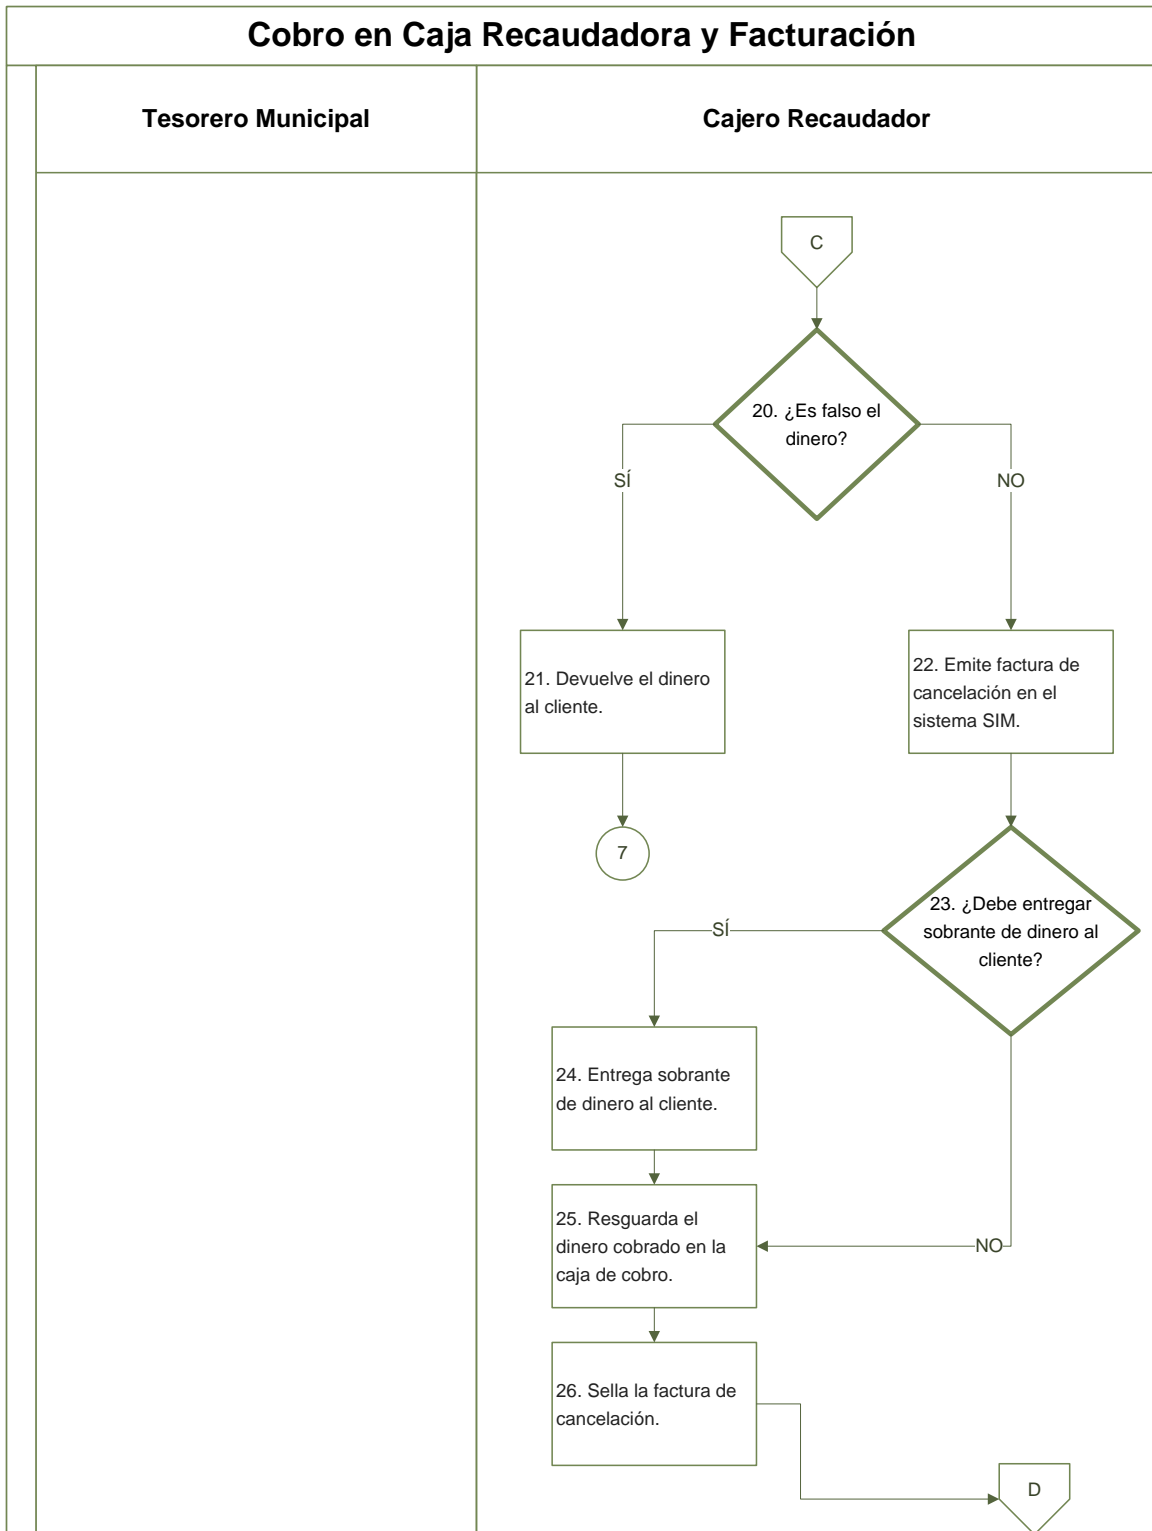 Cobro en Caja Recaudadora y Facturación
Tesorero Municipal
Cajero Recaudador
C
20. ¿Es falso el
dinero?
SÍ
NO
21. Devuelve el dinero
al cliente.
22. Emite factura de
cancelación en el
sistema SIM.
7
23. ¿Debe entregar
sobrante de dinero al
cliente?
SÍ
24. Entrega sobrante
de dinero al cliente.
25. Resguarda el
dinero cobrado en la
caja de cobro.
NO
26. Sella la factura de
cancelación.
D